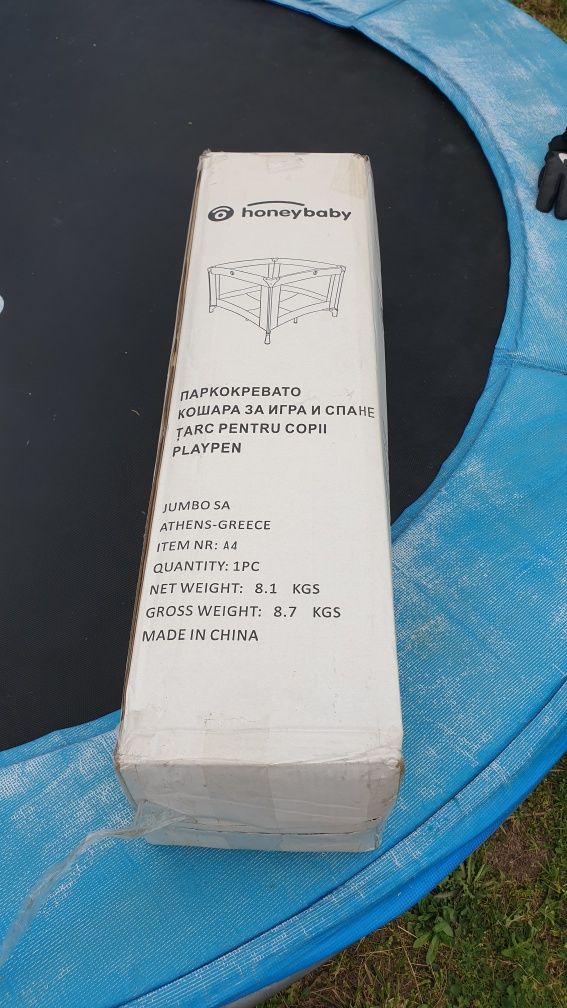 honeybaby
ΠΑΡΚΟΚΡΕΒΑΤΟ
КОШАРА ЗА ИГРА И СПАНЕ
ȚARC PENTRU COPII
PLAYPEN
JUMBO SA
ATHENS-GREECE
ITEM NR: A4
QUANTITY: 1PC
NET WEIGHT: 8.1 KGS
GROSS WEIGHT: 8.7 KGS
MADE IN CHINA